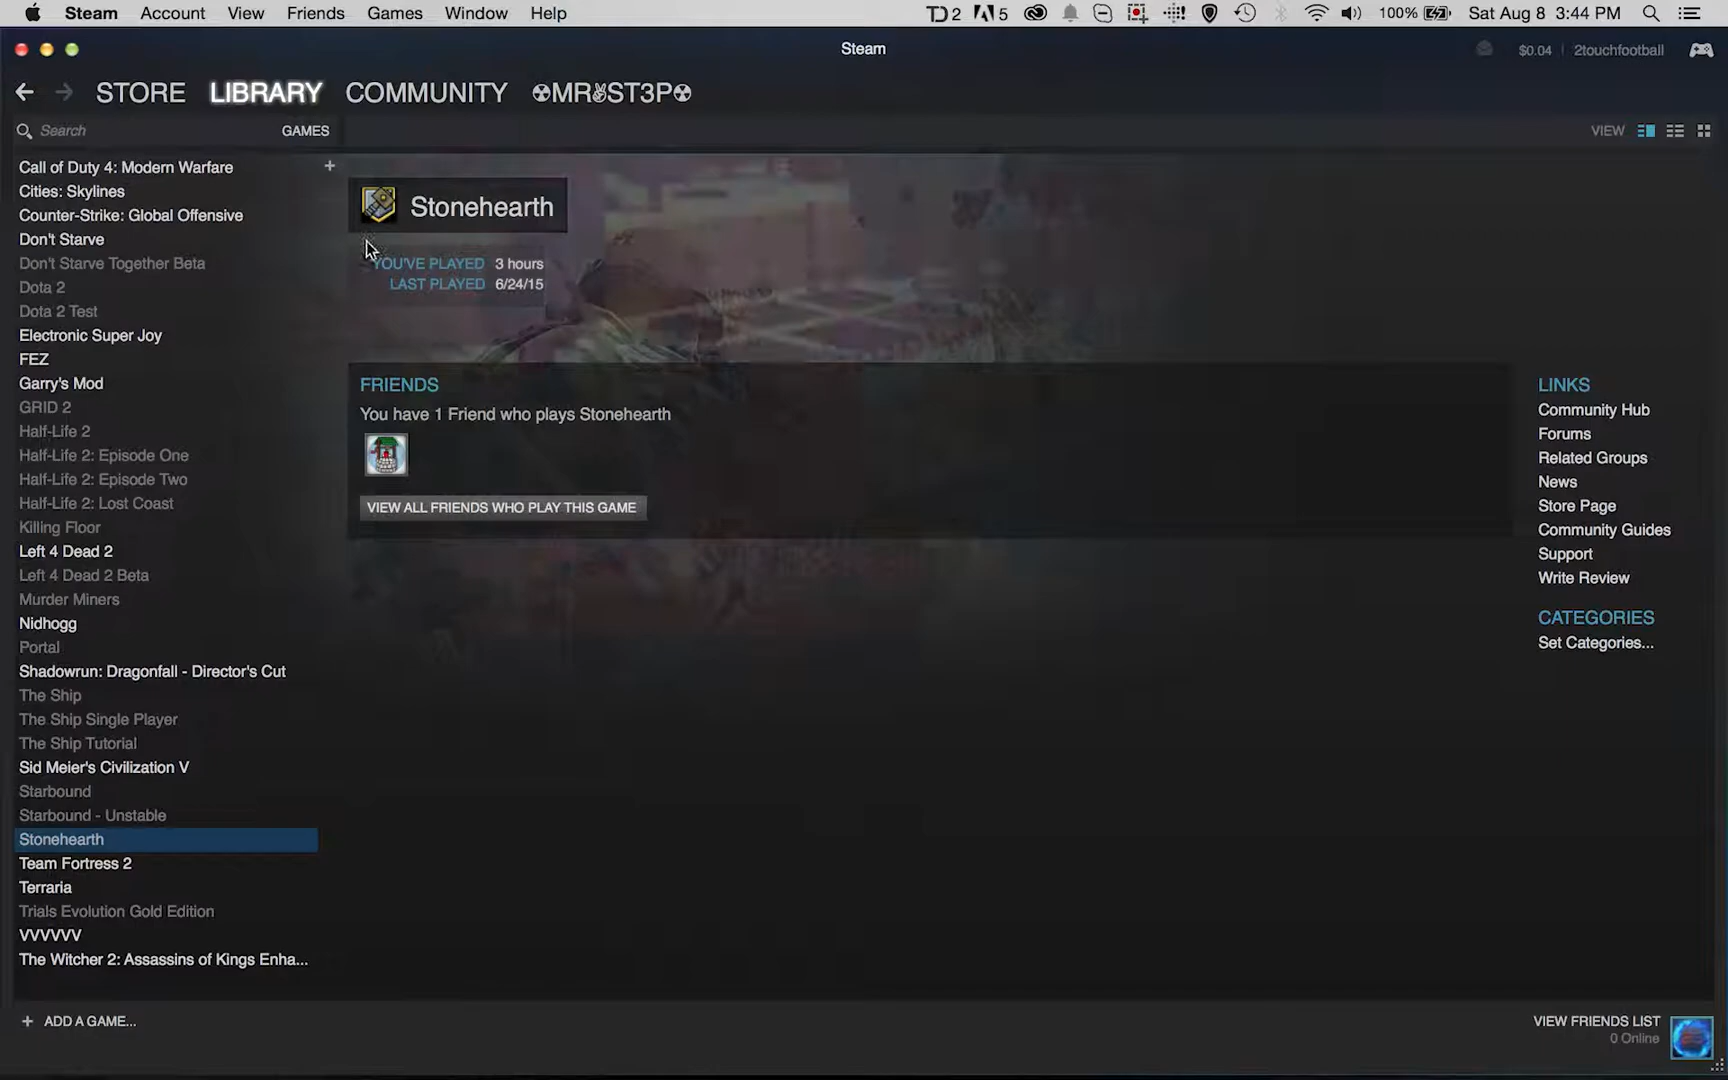 Steam Account View Friends Games Window Help 2 5 100% Sat Aug 8 3:44 PM
Steam
$0.04 2touchfootball
STORE LIBRARY COMMUNITY ☢MR✌ST3P☢
Search GAMES VIEW
Call of Duty 4: Modern Warfare +
Cities: Skylines
Counter-Strike: Global Offensive
Don't Starve
Don't Starve Together Beta
Dota 2
Dota 2 Test
Electronic Super Joy
FEZ
Garry's Mod
GRID 2
Half-Life 2
Half-Life 2: Episode One
Half-Life 2: Episode Two
Half-Life 2: Lost Coast
Killing Floor
Left 4 Dead 2
Left 4 Dead 2 Beta
Murder Miners
Nidhogg
Portal
Shadowrun: Dragonfall - Director's Cut
The Ship
The Ship Single Player
The Ship Tutorial
Sid Meier's Civilization V
Starbound
Starbound - Unstable
Stonehearth
Team Fortress 2
Terraria
Trials Evolution Gold Edition
VVVVVV
The Witcher 2: Assassins of Kings Enha...
+ ADD A GAME...
Stonehearth
YOU'VE PLAYED 3 hours
LAST PLAYED 6/24/15
FRIENDS
You have 1 Friend who plays Stonehearth
VIEW ALL FRIENDS WHO PLAY THIS GAME
LINKS
Community Hub
Forums
Related Groups
News
Store Page
Community Guides
Support
Write Review
CATEGORIES
Set Categories...
VIEW FRIENDS LIST
0 Online